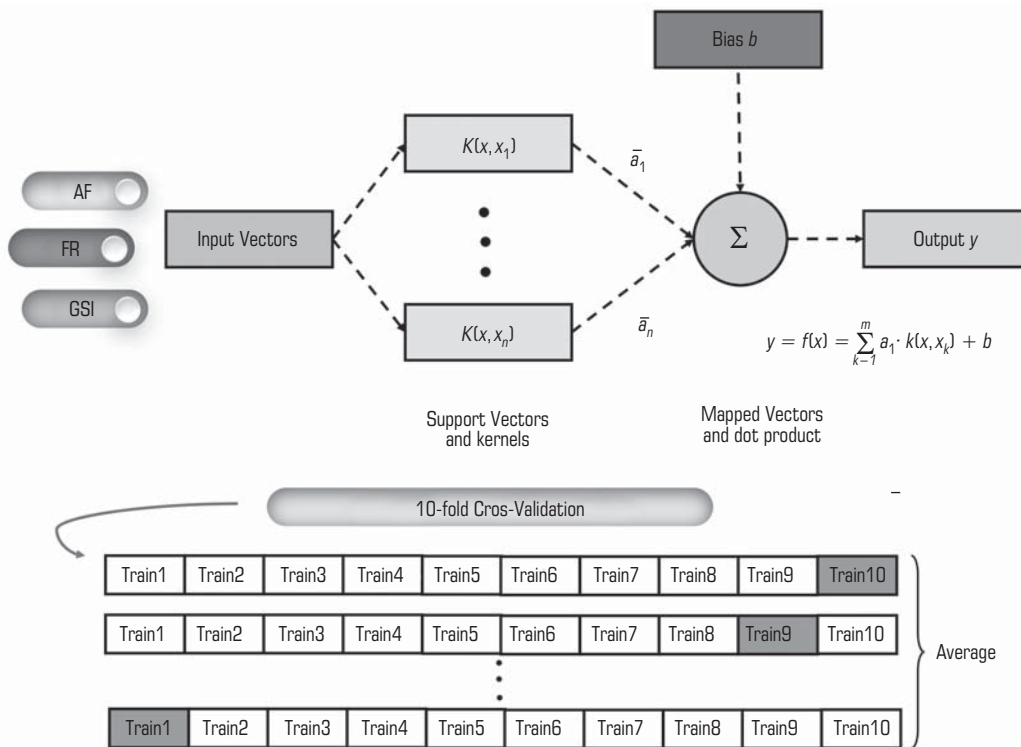 Bias b
K(x, x₁)
a̅₁
AF
FR
GSI
Input Vectors
Σ
Output y
K(x, xₙ)
a̅ₙ
y = f(x) = ∑ᵐₖ₋₁ a₁ · k(x, xₖ) + b
Support Vectors
and kernels
Mapped Vectors
and dot product
10-fold Cros-Validation
Train1 Train2 Train3 Train4 Train5 Train6 Train7 Train8 Train9 Train10
Train1 Train2 Train3 Train4 Train5 Train6 Train7 Train8 Train9 Train10
Average
Train1 Train2 Train3 Train4 Train5 Train6 Train7 Train8 Train9 Train10